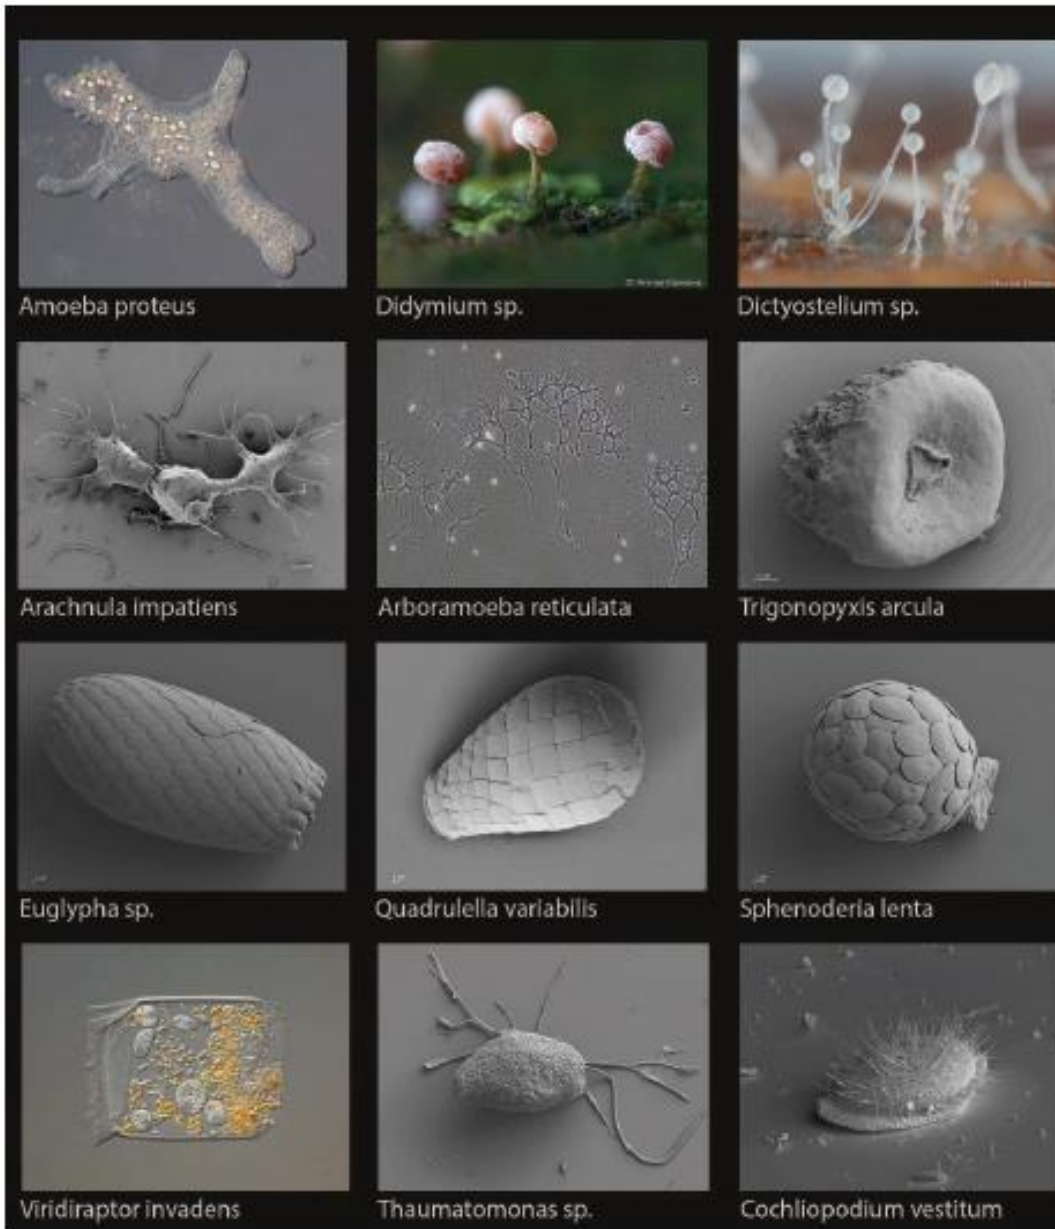 Amoeba proteus
Didymium sp.
Dictyostelium sp.
Arachnula impatiens
Arboramoeba reticulata
Trigonopyxis arcula
Euglypha sp.
Quadrulella variabilis
Sphenoderia lenta
Viridiraptor invadens
Thaumatomonas sp.
Cochliopodium vestitum